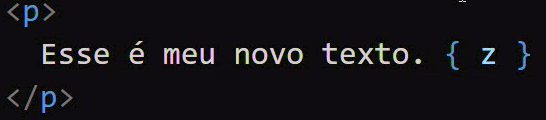 <p>
Esse é meu novo texto. { z }
</p>